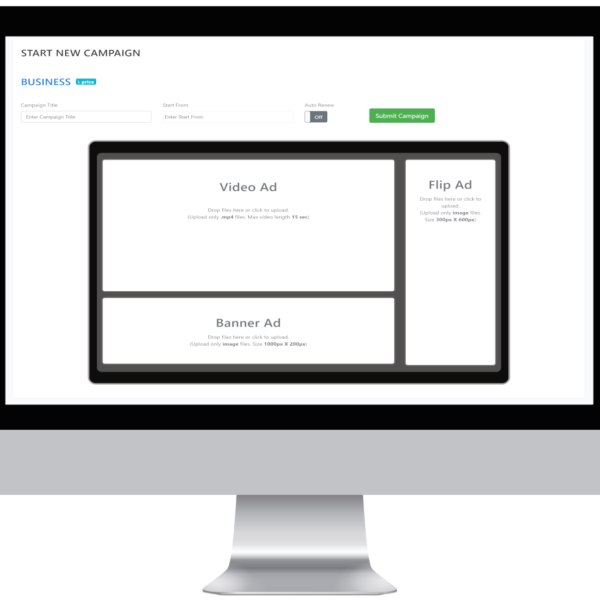 START NEW CAMPAIGN
BUSINESS
Campaign Title
Start From
Auto Renew
Enter Campaign Title
Enter Start From
Off
Submit Campaign
Video Ad
Drop files here or click to upload.
(Upload only .mp4 files. Max video length 15 sec)
Flip Ad
Drop files here or click to
upload.
(Upload only image files.
Size 300px X 600px)
Banner Ad
Drop files here or click to upload.
(Upload only image files. Size 1000px X 200px)